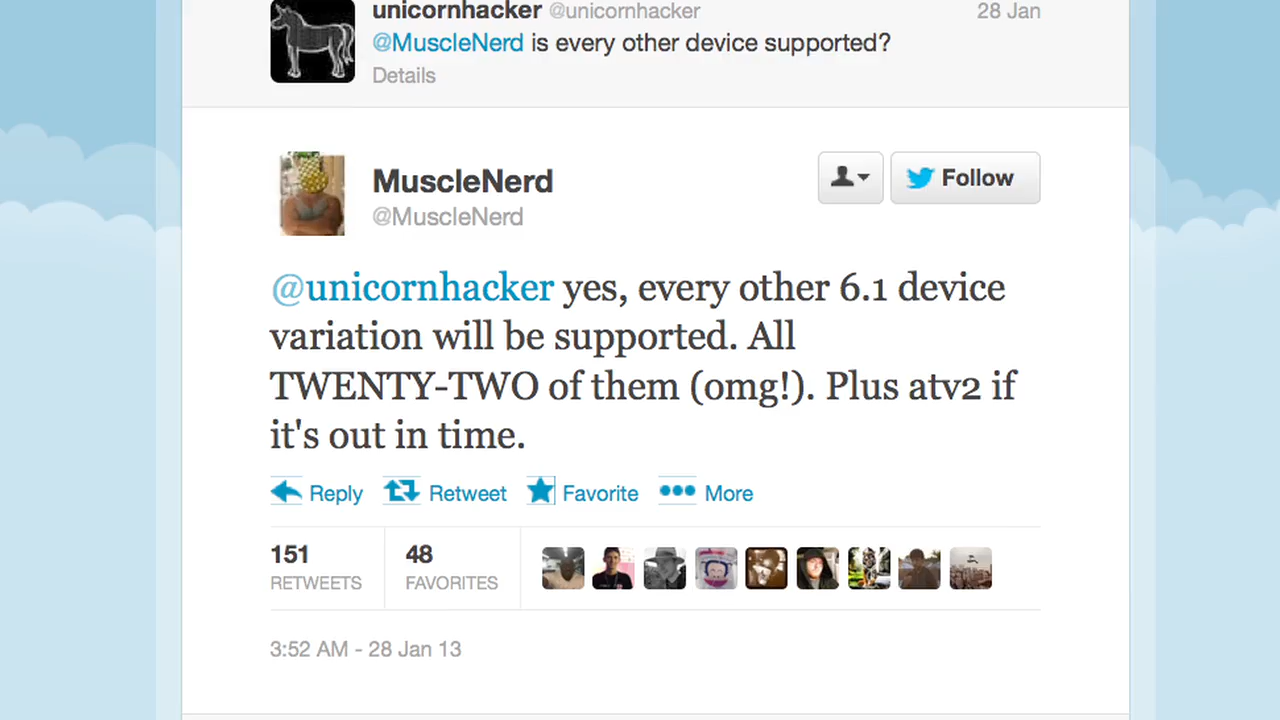 unicornhacker @unicornhacker 28 Jan
@MuscleNerd is every other device supported?
Details
MuscleNerd
@MuscleNerd
Follow
@unicornhacker yes, every other 6.1 device
variation will be supported. All
TWENTY-TWO of them (omg!). Plus atv2 if
it's out in time.
Reply Retweet Favorite More
151 48
RETWEETS FAVORITES
3:52 AM - 28 Jan 13